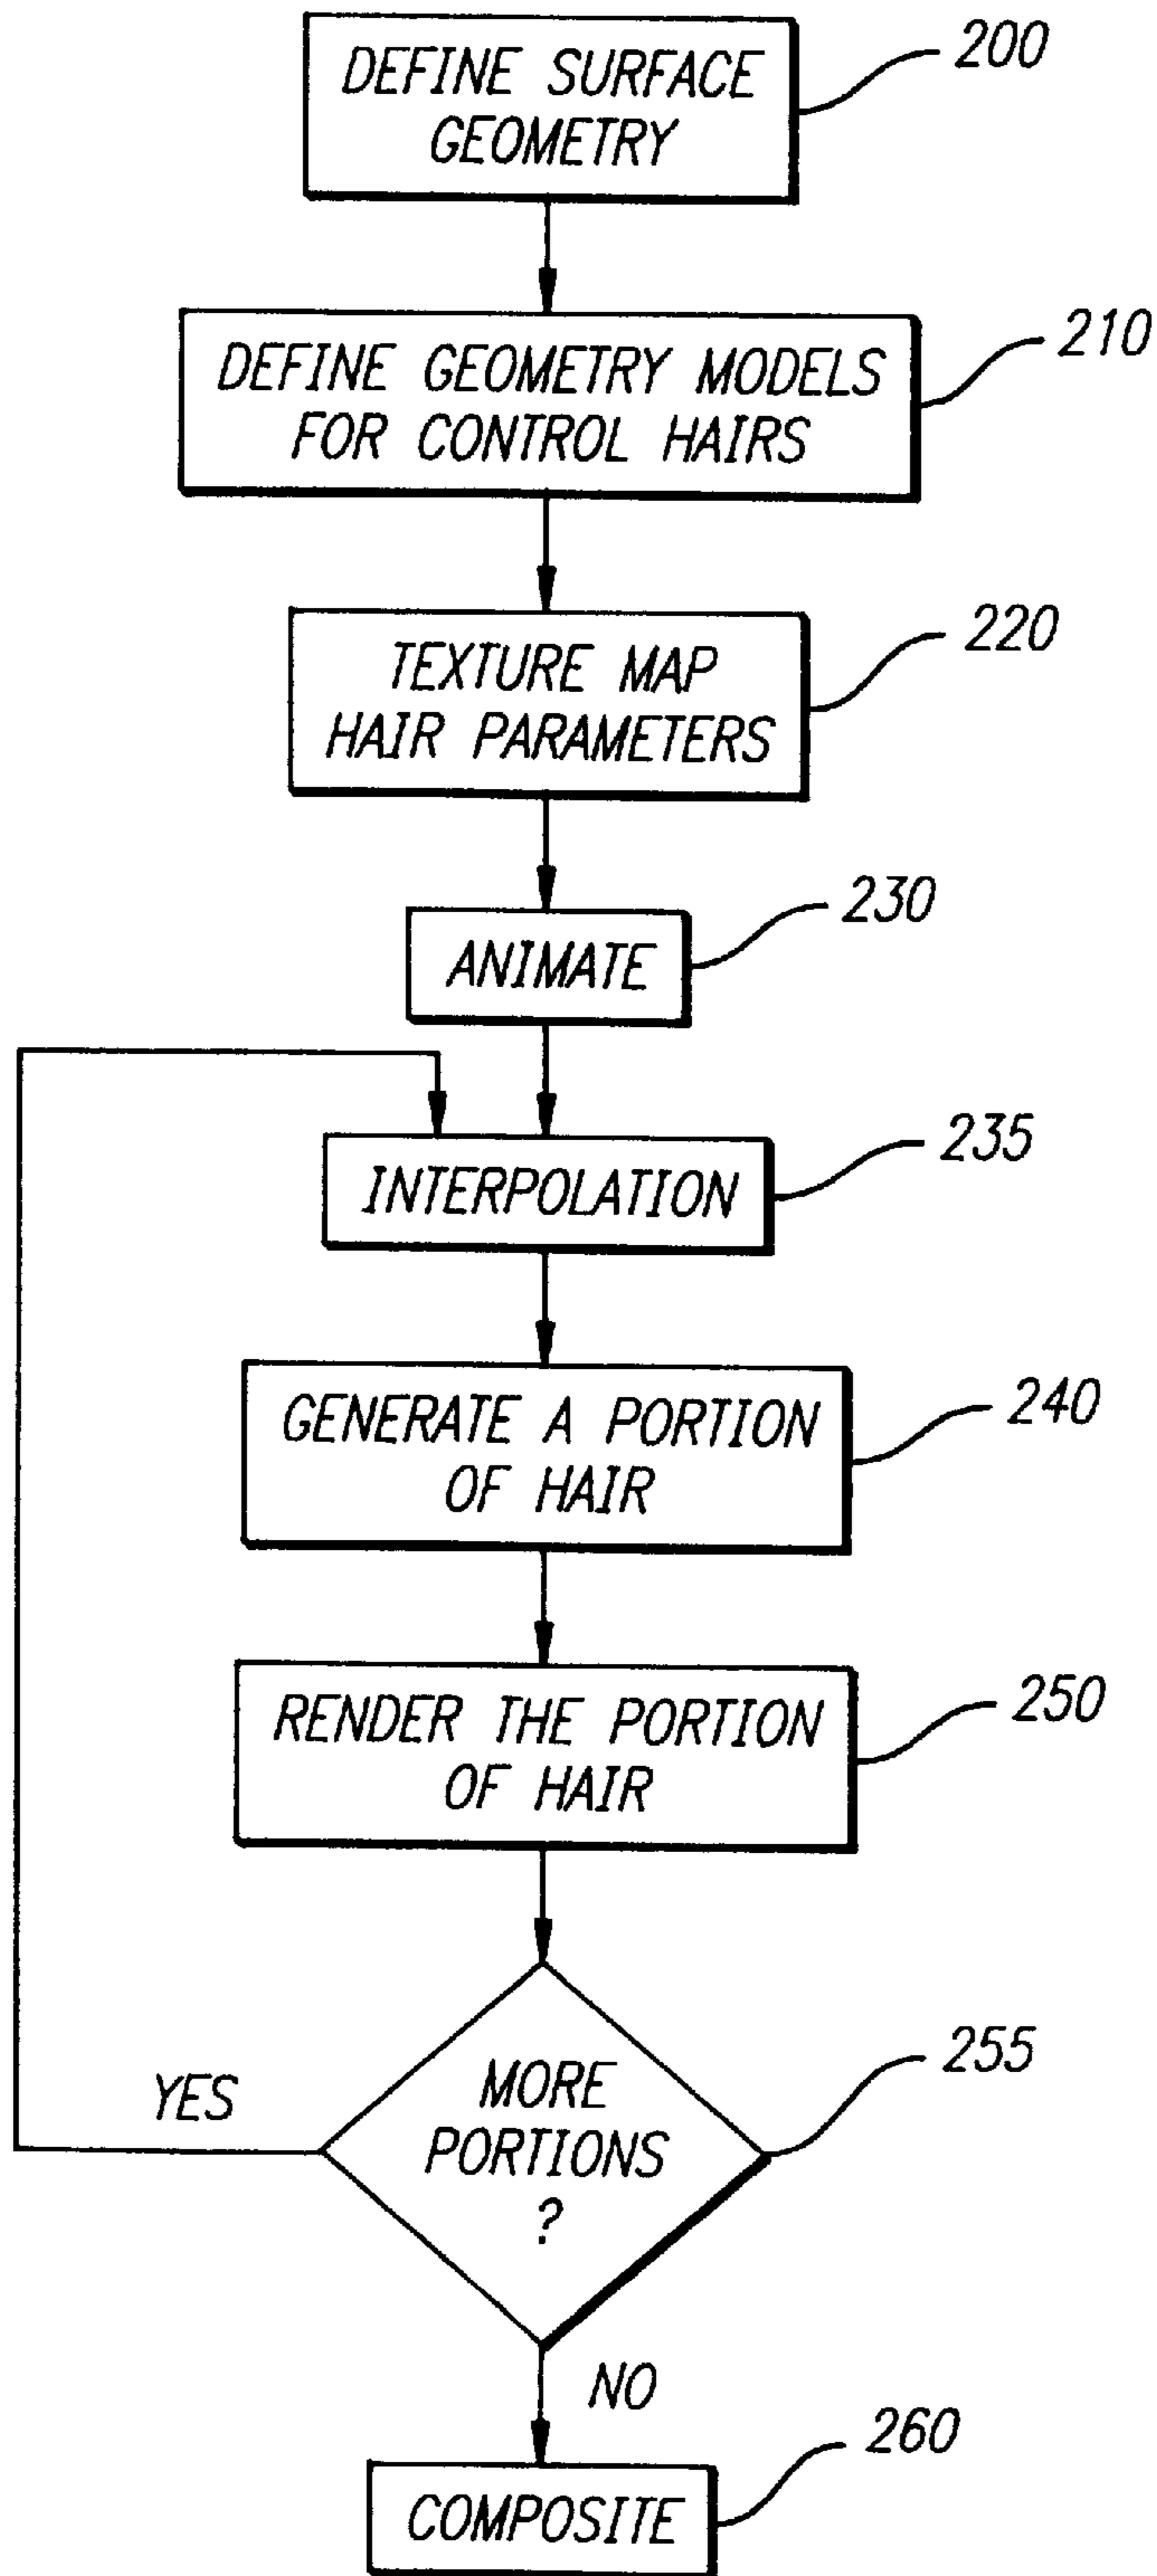 DEFINE SURFACE
GEOMETRY
200
DEFINE GEOMETRY MODELS
FOR CONTROL HAIRS
210
TEXTURE MAP
HAIR PARAMETERS
220
ANIMATE
230
INTERPOLATION
235
GENERATE A PORTION
OF HAIR
240
RENDER THE PORTION
OF HAIR
250
MORE
PORTIONS
?
255
YES
NO
COMPOSITE
260